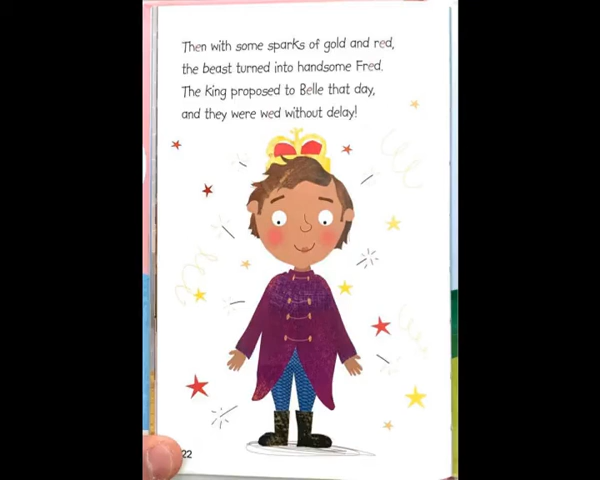 Then with some sparks of gold and red,
the beast turned into handsome Fred.
The King proposed to Belle that day,
and they were wed without delay!
22